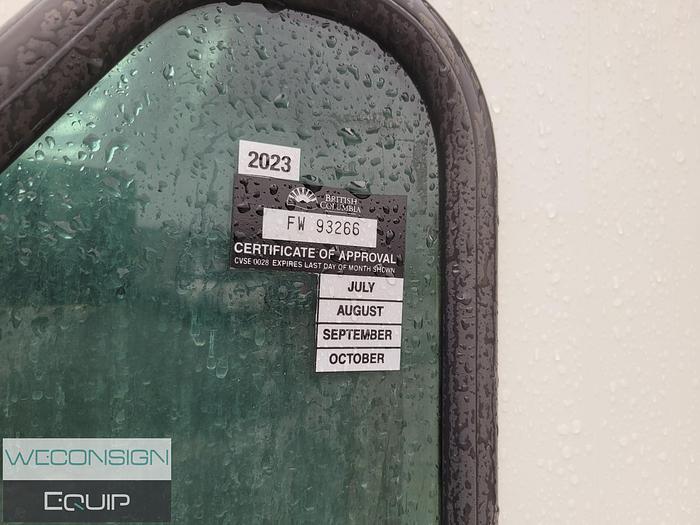 2023
BRITISH
COLUMBIA
FW 93266
CERTIFICATE OF APPROVAL
CVSE 0028 EXPIRES LAST DAY OF MONTH SHOWN
JULY
AUGUST
SEPTEMBER
OCTOBER
WECONSIGN
EQUIP